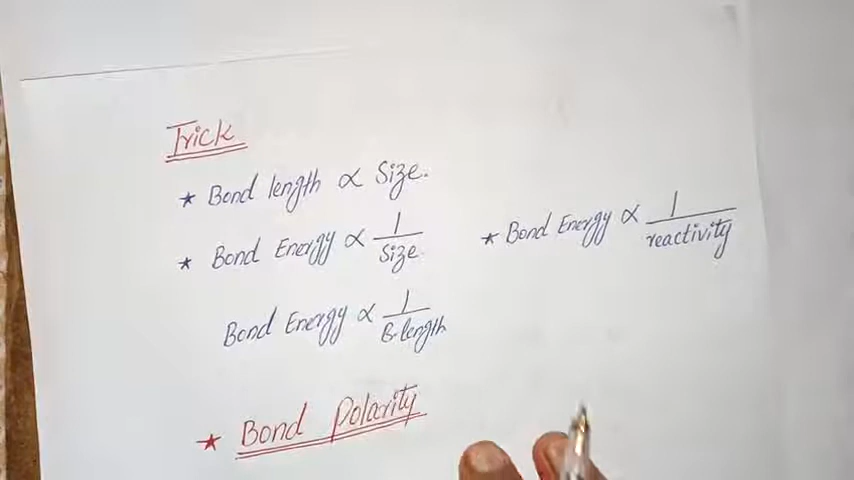 Trick
* Bond length ∝ Size.
* Bond Energy ∝ 1/Size
* Bond Energy ∝ 1/reactivity
Bond Energy ∝ 1/B.length
* Bond Polarity